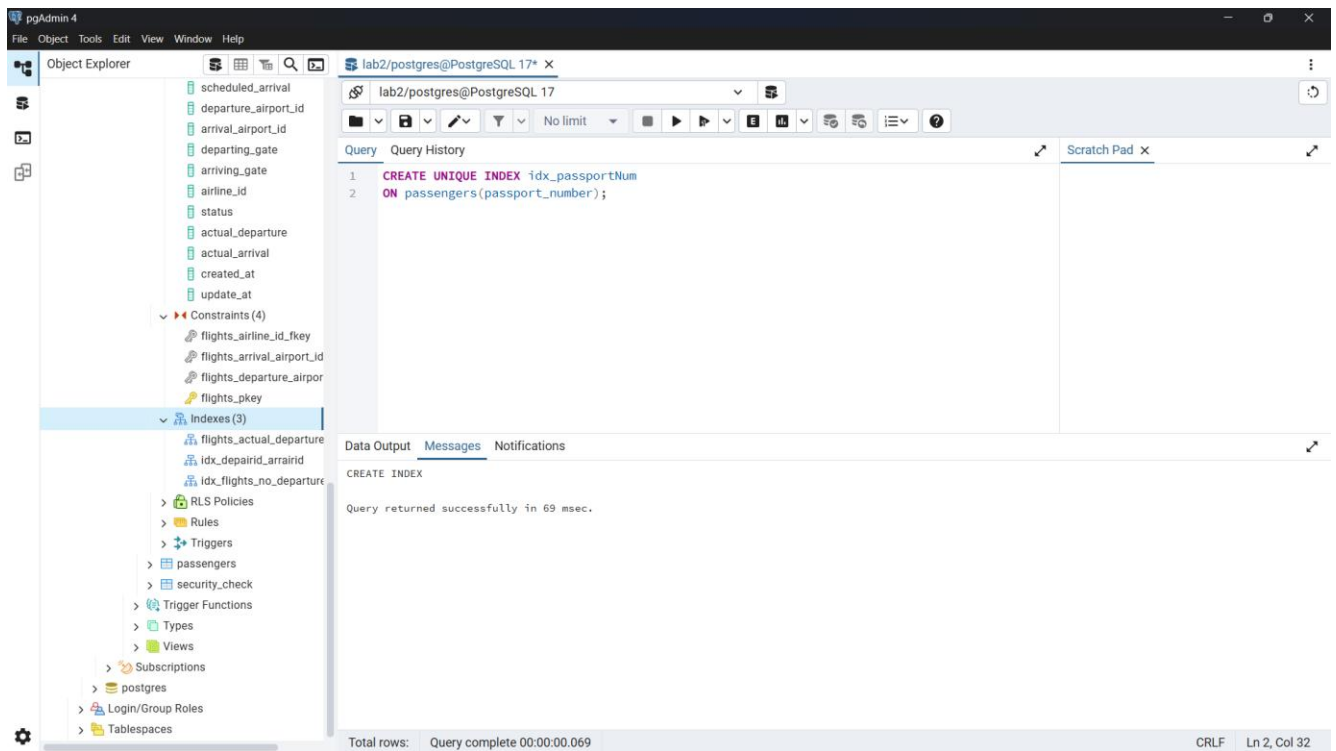 pgAdmin 4
File Object Tools Edit View Window Help
Object Explorer
lab2/postgres@PostgreSQL 17*
lab2/postgres@PostgreSQL 17
No limit
Query Query History
Scratch Pad
1 CREATE UNIQUE INDEX idx_passportNum
2 ON passengers(passport_number);
scheduled_arrival
departure_airport_id
arrival_airport_id
departing_gate
arriving_gate
airline_id
status
actual_departure
actual_arrival
created_at
update_at
Constraints (4)
flights_airline_id_fkey
flights_arrival_airport_id
flights_departure_airpor
flights_pkey
Indexes (3)
flights_actual_departure
idx_depairid_arrairid
idx_flights_no_departure
RLS Policies
Rules
Triggers
passengers
security_check
Trigger Functions
Types
Views
Subscriptions
postgres
Login/Group Roles
Tablespaces
Data Output Messages Notifications
CREATE INDEX
Query returned successfully in 69 msec.
Total rows: Query complete 00:00:00.069
CRLF Ln 2, Col 32